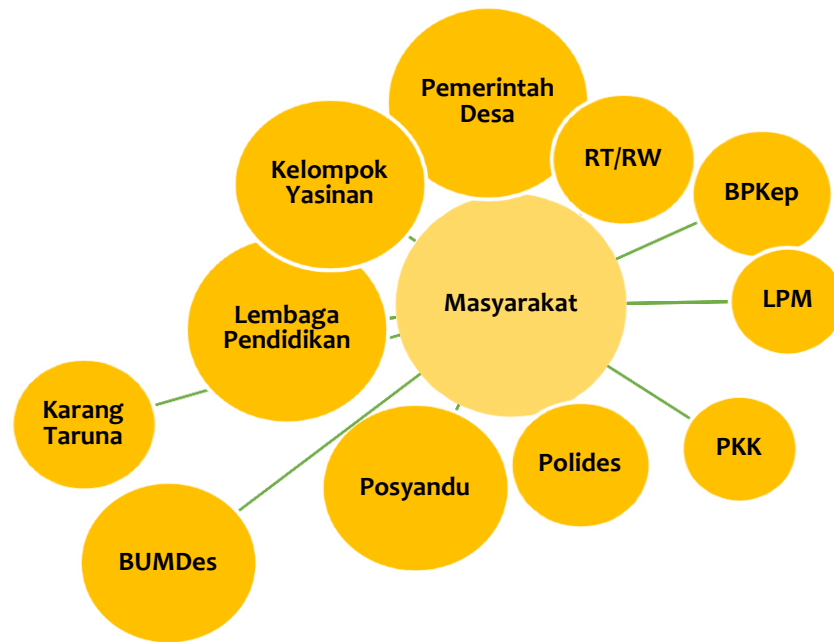 Pemerintah
Desa
RT/RW
Kelompok
Yasinan
BPKep
Masyarakat
LPM
Lembaga
Pendidikan
Karang
Taruna
PKK
Polides
Posyandu
BUMDes